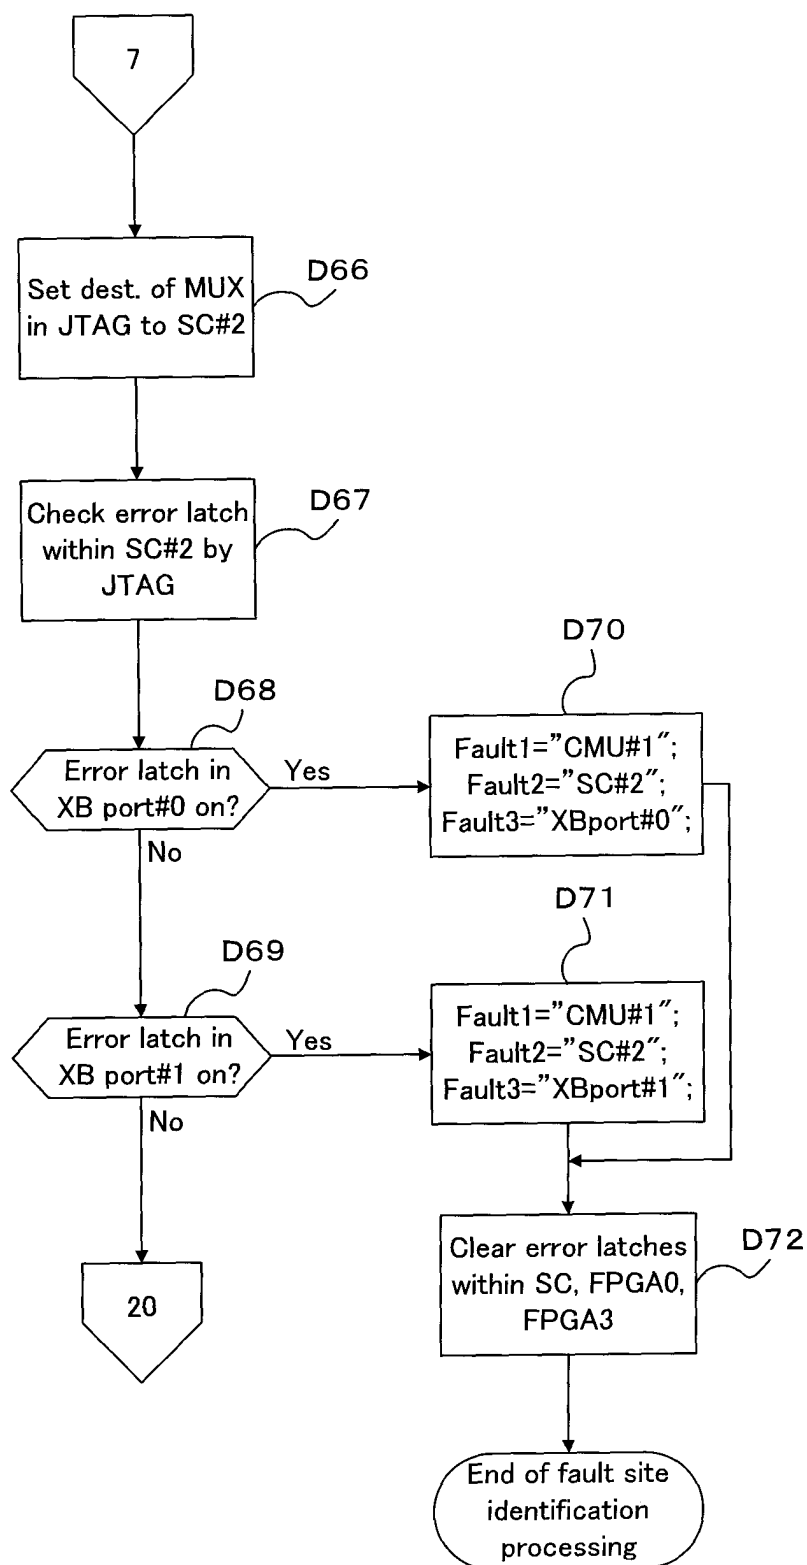 7
Set dest. of MUX
in JTAG to SC#2
D66
Check error latch
within SC#2 by
JTAG
D67
D68
Error latch in
XB port#0 on?
Yes
No
D70
Fault1="CMU#1";
Fault2="SC#2";
Fault3="XBport#0";
D69
Error latch in
XB port#1 on?
Yes
No
D71
Fault1="CMU#1";
Fault2="SC#2";
Fault3="XBport#1";
20
Clear error latches
within SC, FPGA0,
FPGA3
D72
End of fault site
identification
processing